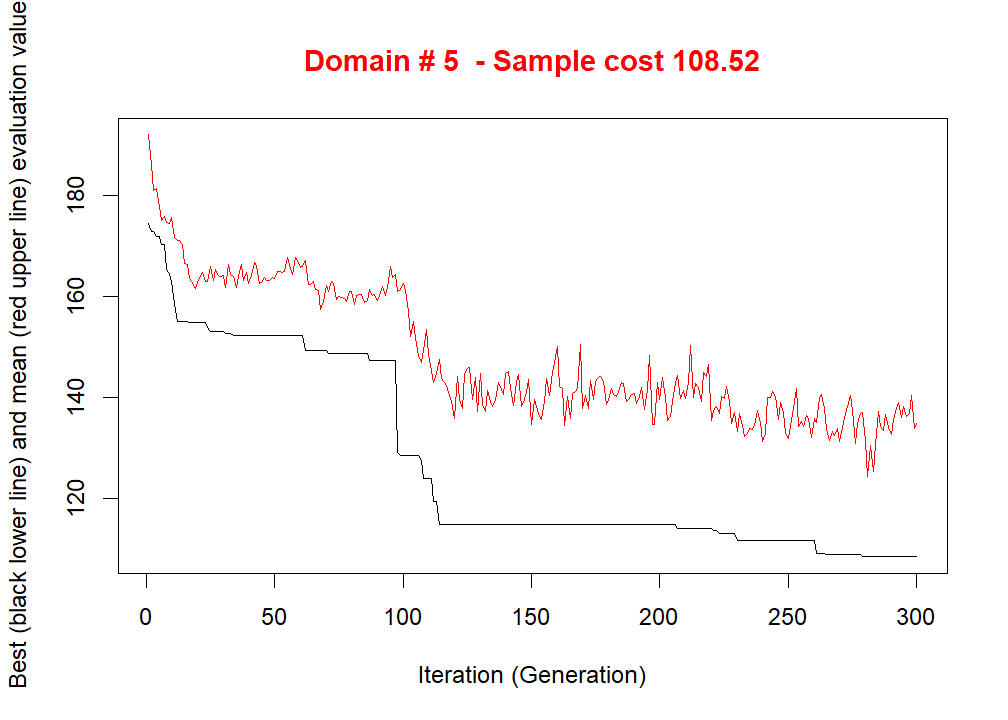 Domain # 5  - Sample cost 108.52
Best (black lower line) and mean (red upper line) evaluation value
180
160
140
120
0 50 100 150 200 250 300
Iteration (Generation)